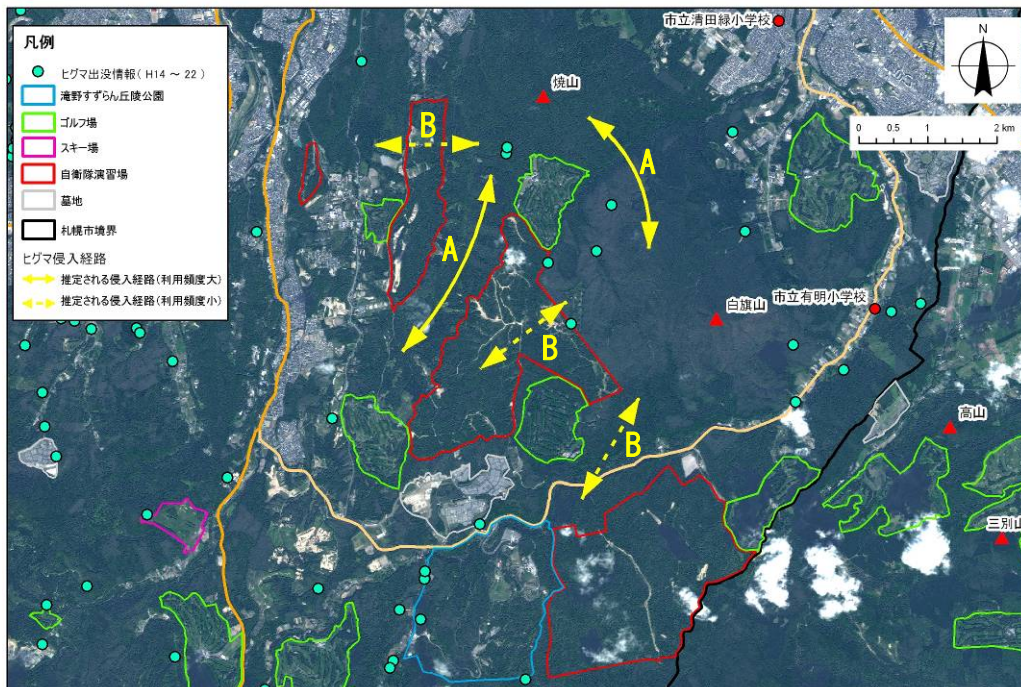 凡例
ヒグマ出没情報(H14 ~ 22)
滝野すずらん丘陵公園
ゴルフ場
スキー場
自衛隊演習場
墓地
札幌市境界
ヒグマ侵入経路
推定される侵入経路(利用頻度大)
推定される侵入経路(利用頻度小)
市立清田緑小学校
N
0 0.5 1 2 km
焼山
B
A
A
白旗山
市立有明小学校
B
高山
B
三別山